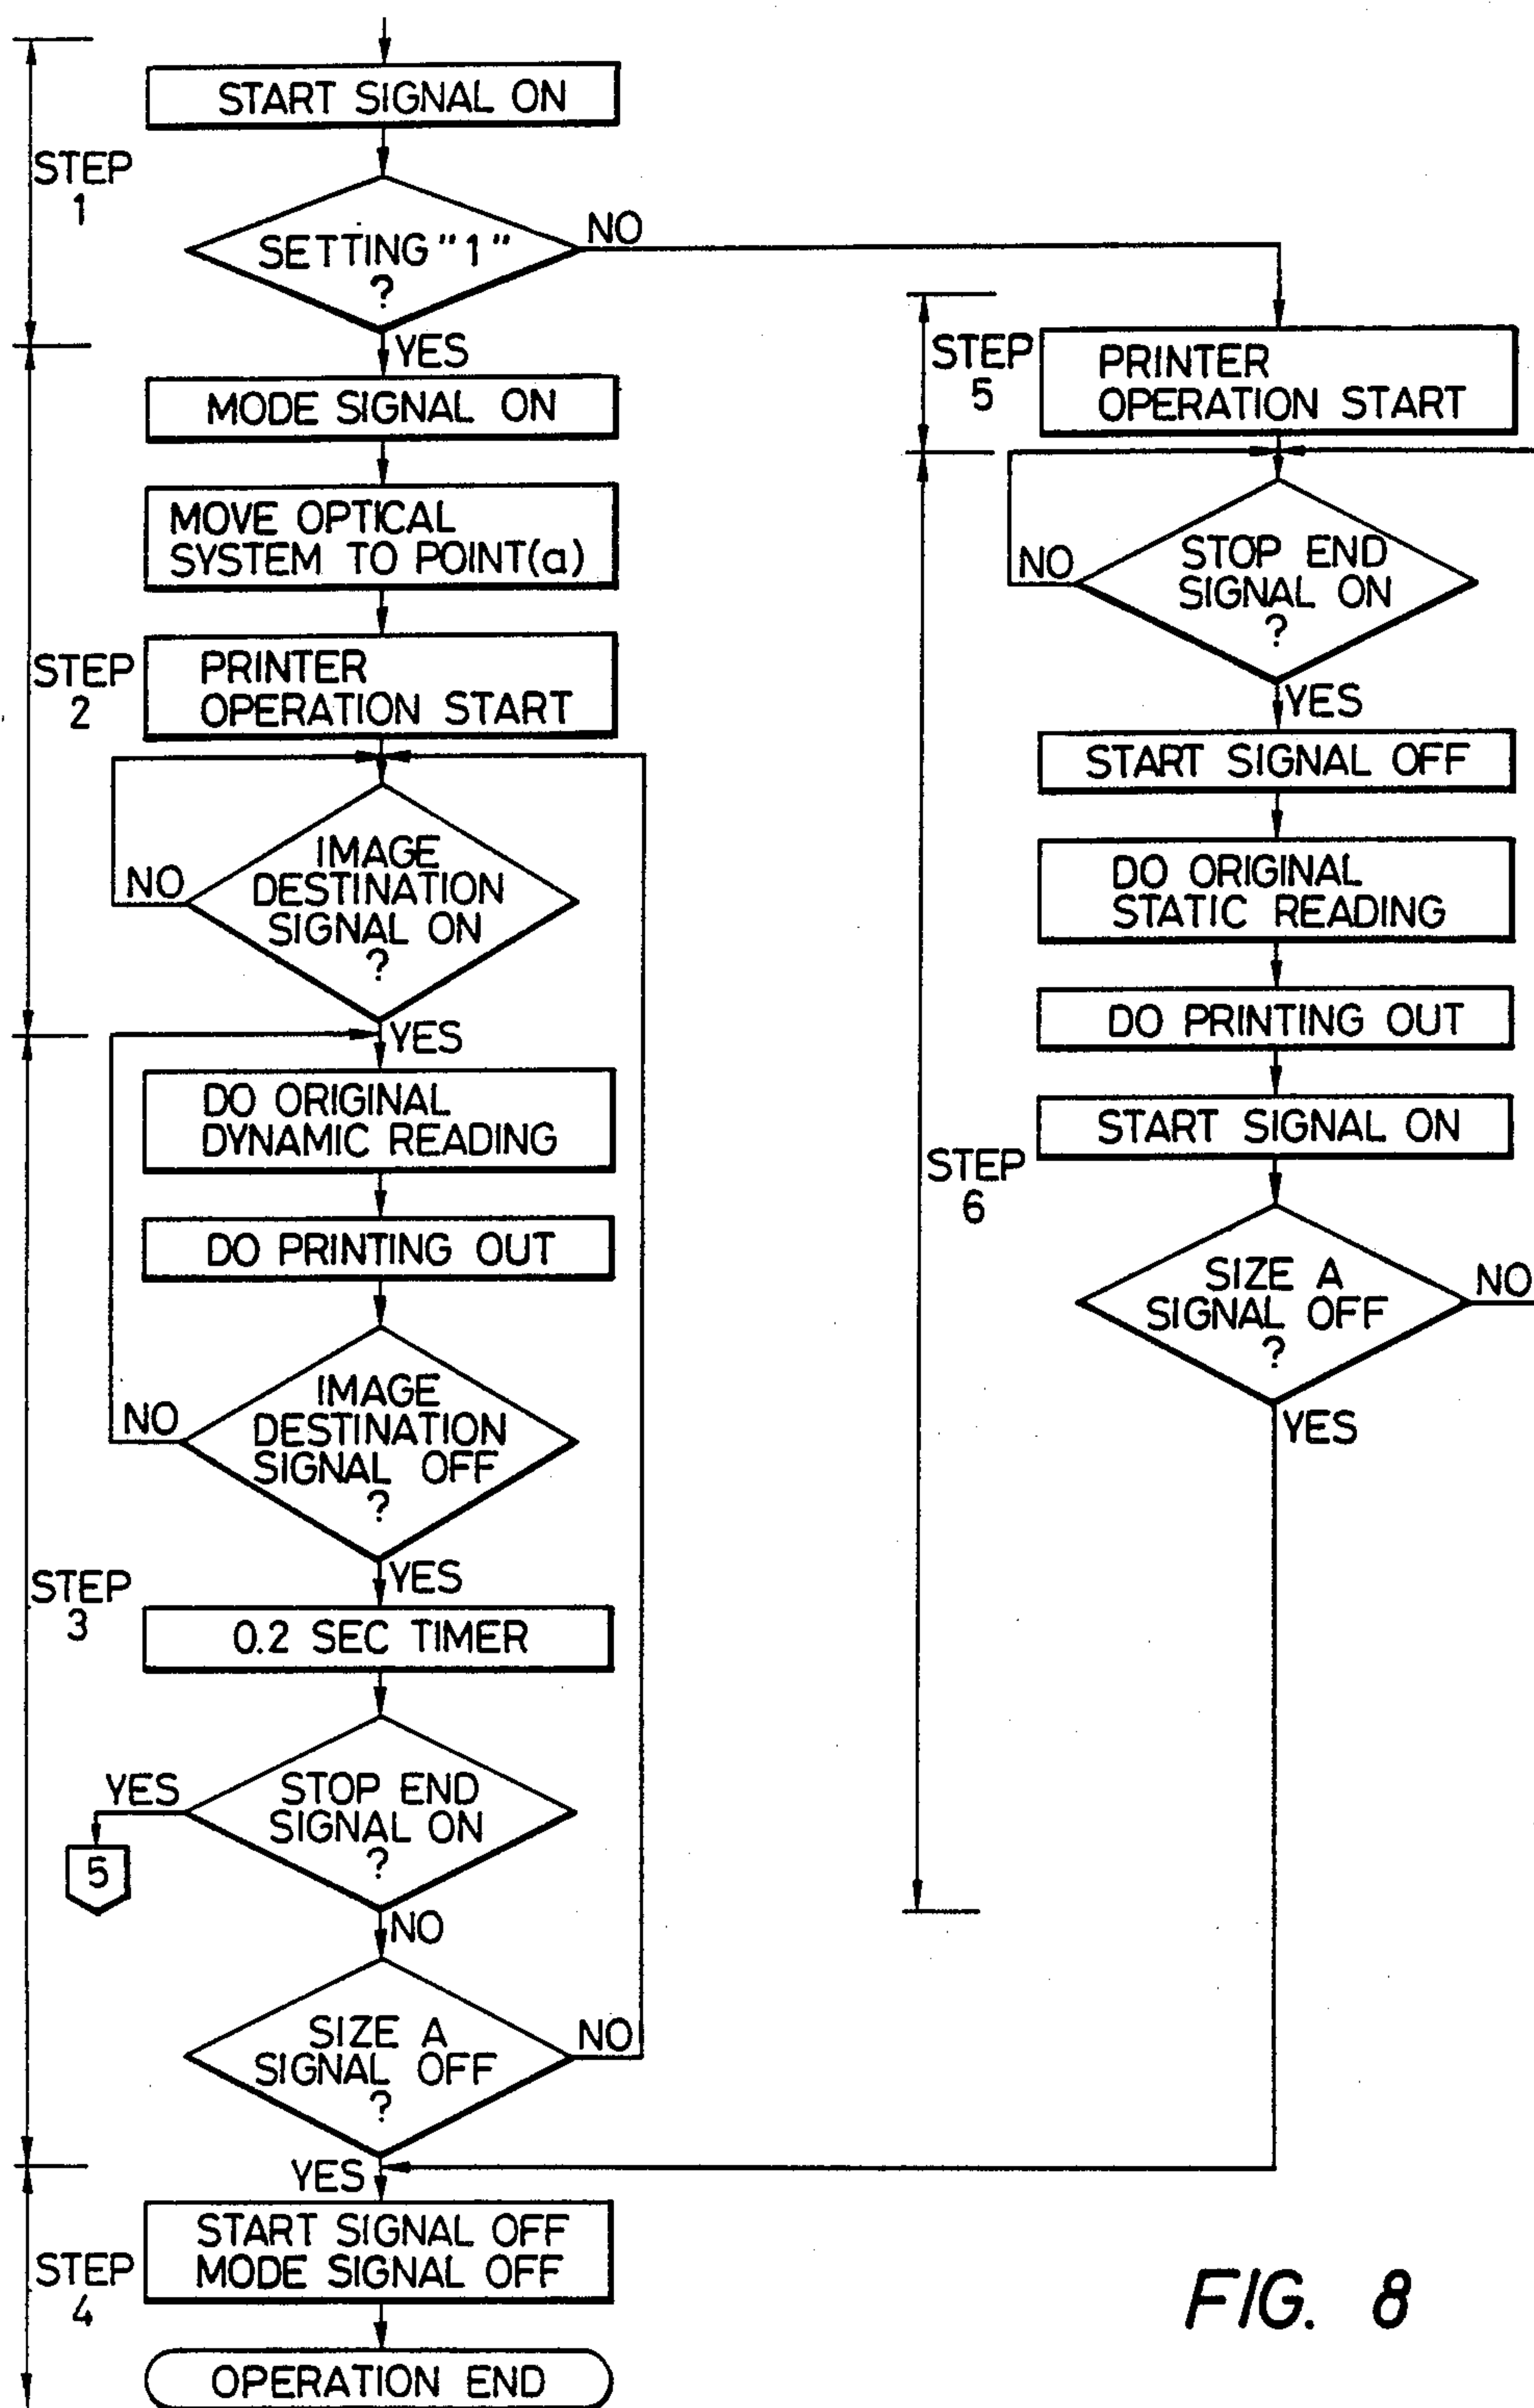 START SIGNAL ON
STEP
1
SETTING "1"
?
NO
YES
MODE SIGNAL ON
MOVE OPTICAL
SYSTEM TO POINT(a)
STEP
2
PRINTER
OPERATION START
IMAGE
DESTINATION
SIGNAL ON
?
NO
YES
DO ORIGINAL
DYNAMIC READING
DO PRINTING OUT
IMAGE
DESTINATION
SIGNAL OFF
?
NO
YES
STEP
3
0.2 SEC TIMER
STOP END
SIGNAL ON
?
YES
5
NO
SIZE A
SIGNAL OFF
?
NO
YES
STEP
4
START SIGNAL OFF
MODE SIGNAL OFF
OPERATION END
STEP
5
PRINTER
OPERATION START
STOP END
SIGNAL ON
?
NO
YES
START SIGNAL OFF
DO ORIGINAL
STATIC READING
DO PRINTING OUT
START SIGNAL ON
STEP
6
SIZE A
SIGNAL OFF
?
NO
YES
FIG. 8